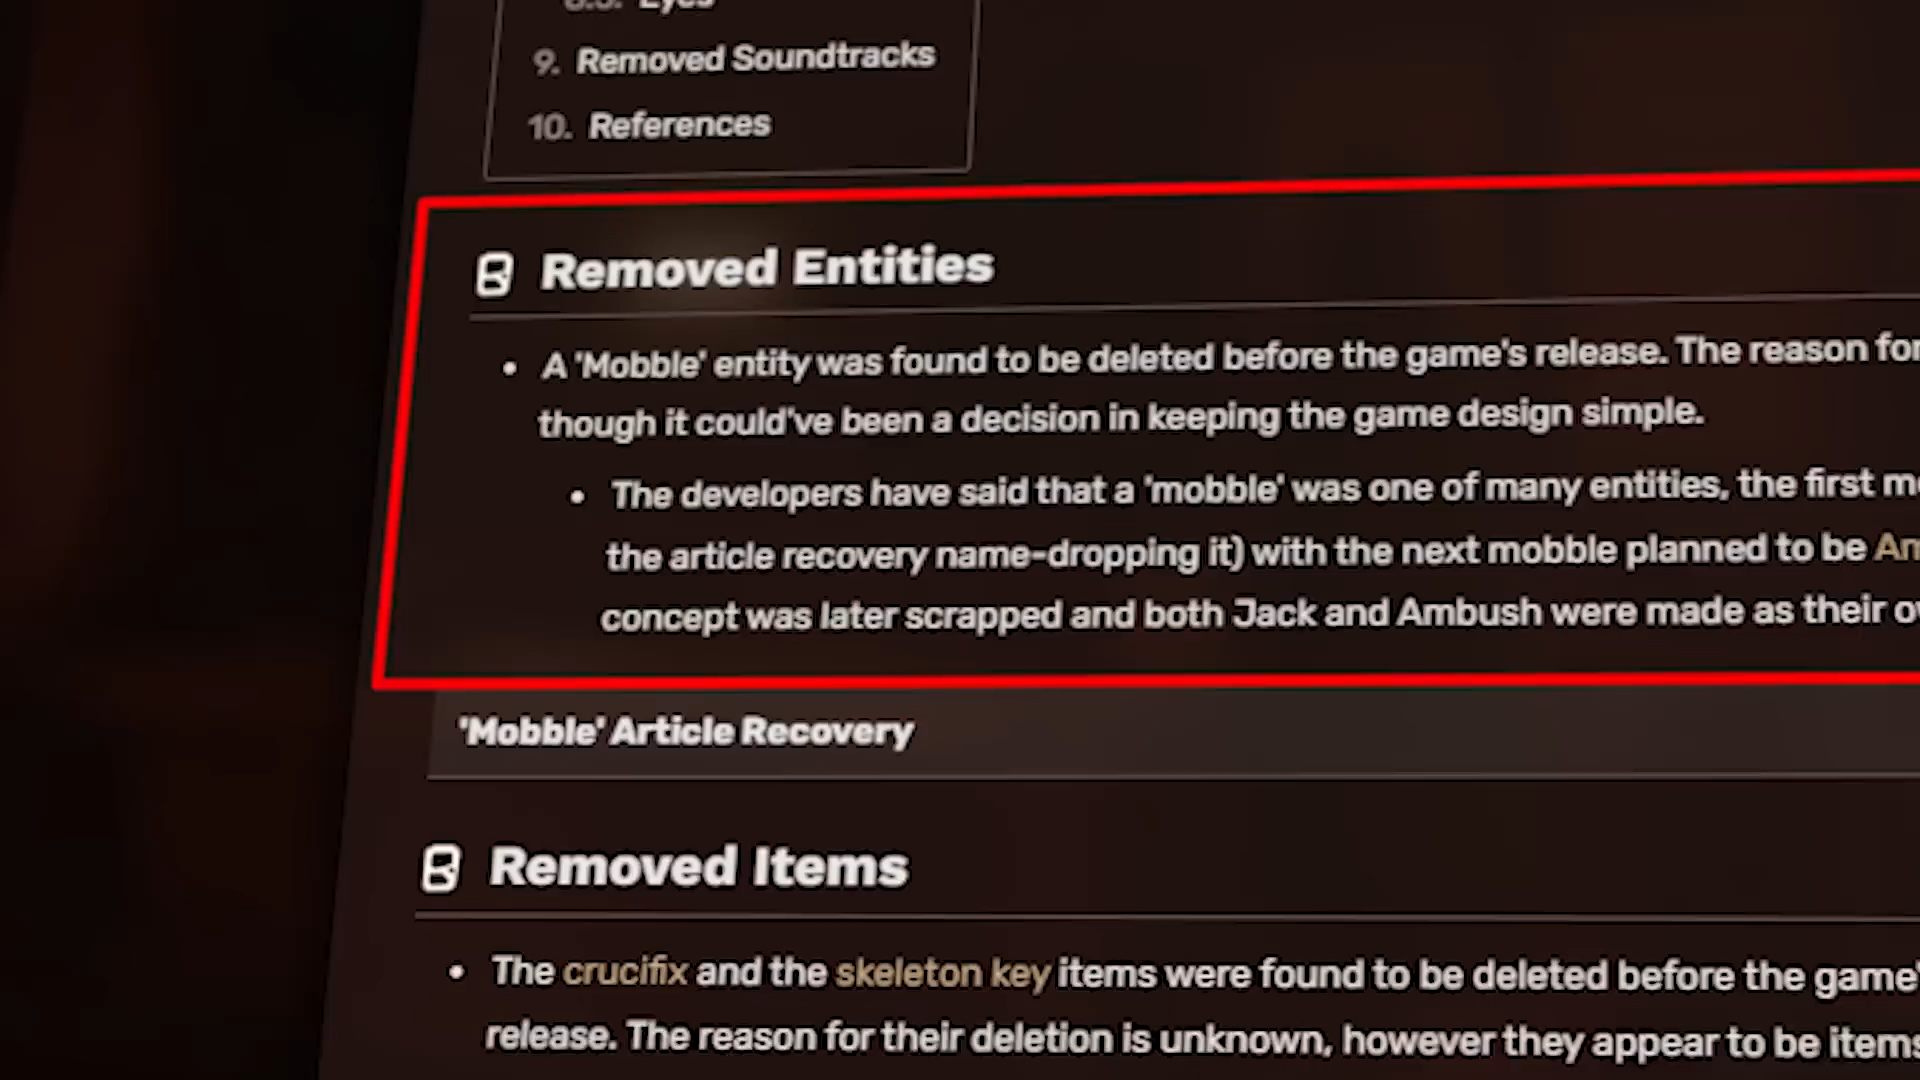 8.3. Eyes
9. Removed Soundtracks
10. References
Removed Entities
• A 'Mobble' entity was found to be deleted before the game's release. The reason for
though it could've been a decision in keeping the game design simple.
• The developers have said that a 'mobble' was one of many entities, the first
the article recovery name-dropping it) with the next mobble planned to be
concept was later scrapped and both Jack and Ambush were made as their
'Mobble' Article Recovery
Removed Items
• The crucifix and the skeleton key items were found to be deleted before the game's
release. The reason for their deletion is unknown, however they appear to be items